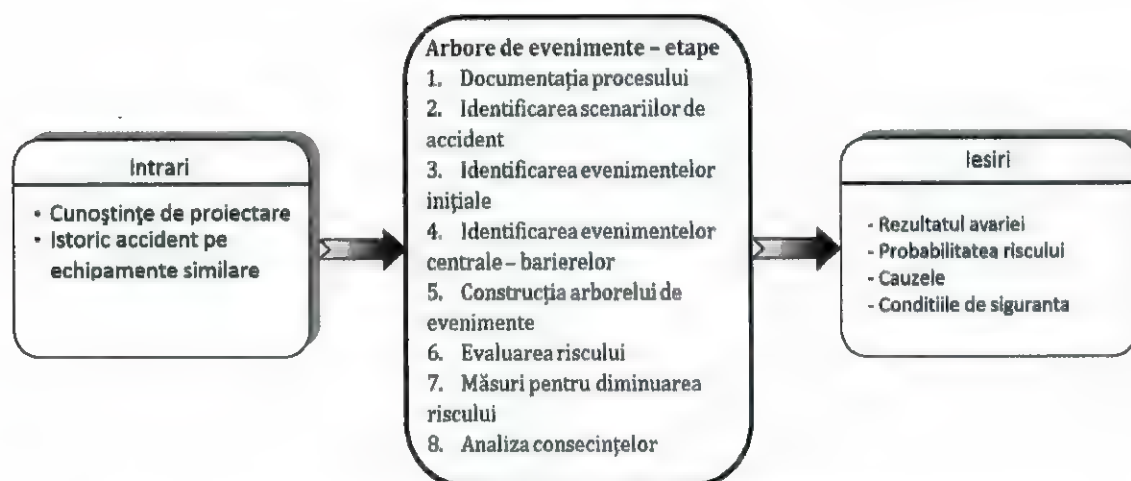 Intrari
• Cunoştinţe de proiectare
• Istoric accident pe
echipamente similare
Arbore de evenimente – etape
1. Documentaţia procesului
2. Identificarea scenariilor de
accident
3. Identificarea evenimentelor
iniţiale
4. Identificarea evenimentelor
centrale – barierelor
5. Construcţia arborelui de
evenimente
6. Evaluarea riscului
7. Măsuri pentru diminuarea
riscului
8. Analiza consecinţelor
Iesiri
- Rezultatul avariei
- Probabilitatea riscului
- Cauzele
- Conditiile de siguranta